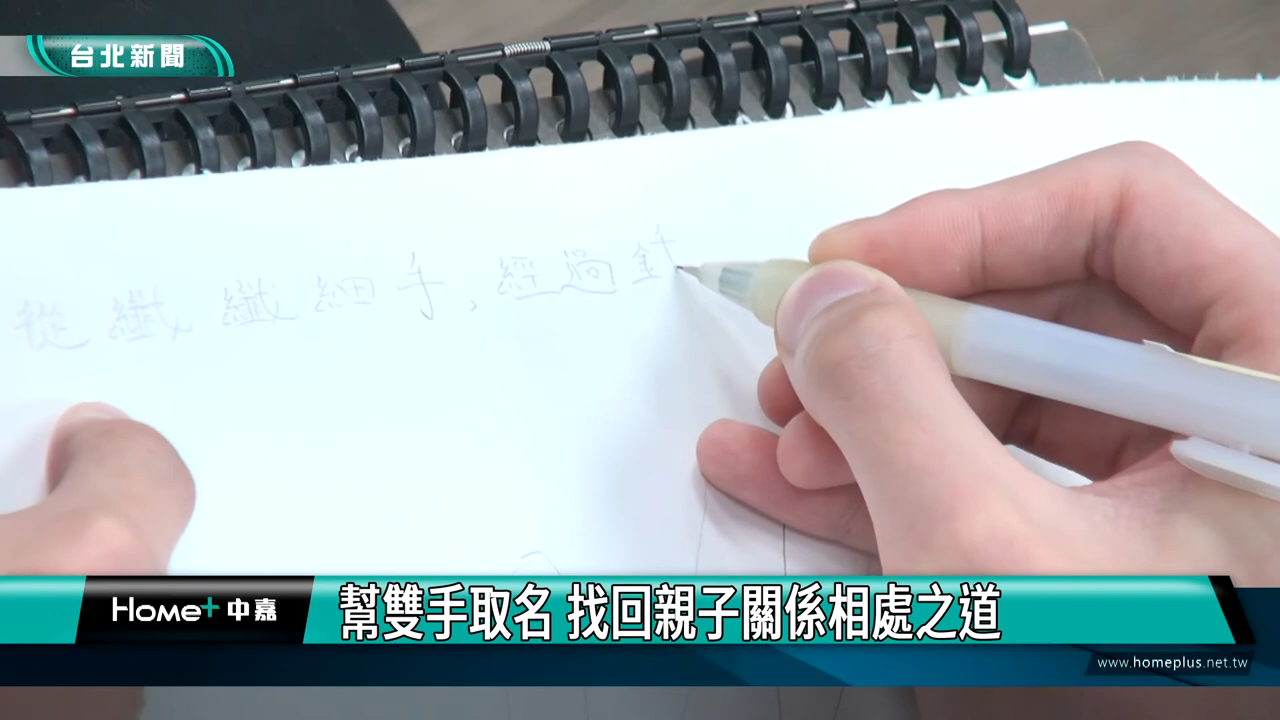 台北新聞
從纖纖細手,經過
Home+中嘉
幫雙手取名 找回親子關係相處之道
www.homeplus.net.tw